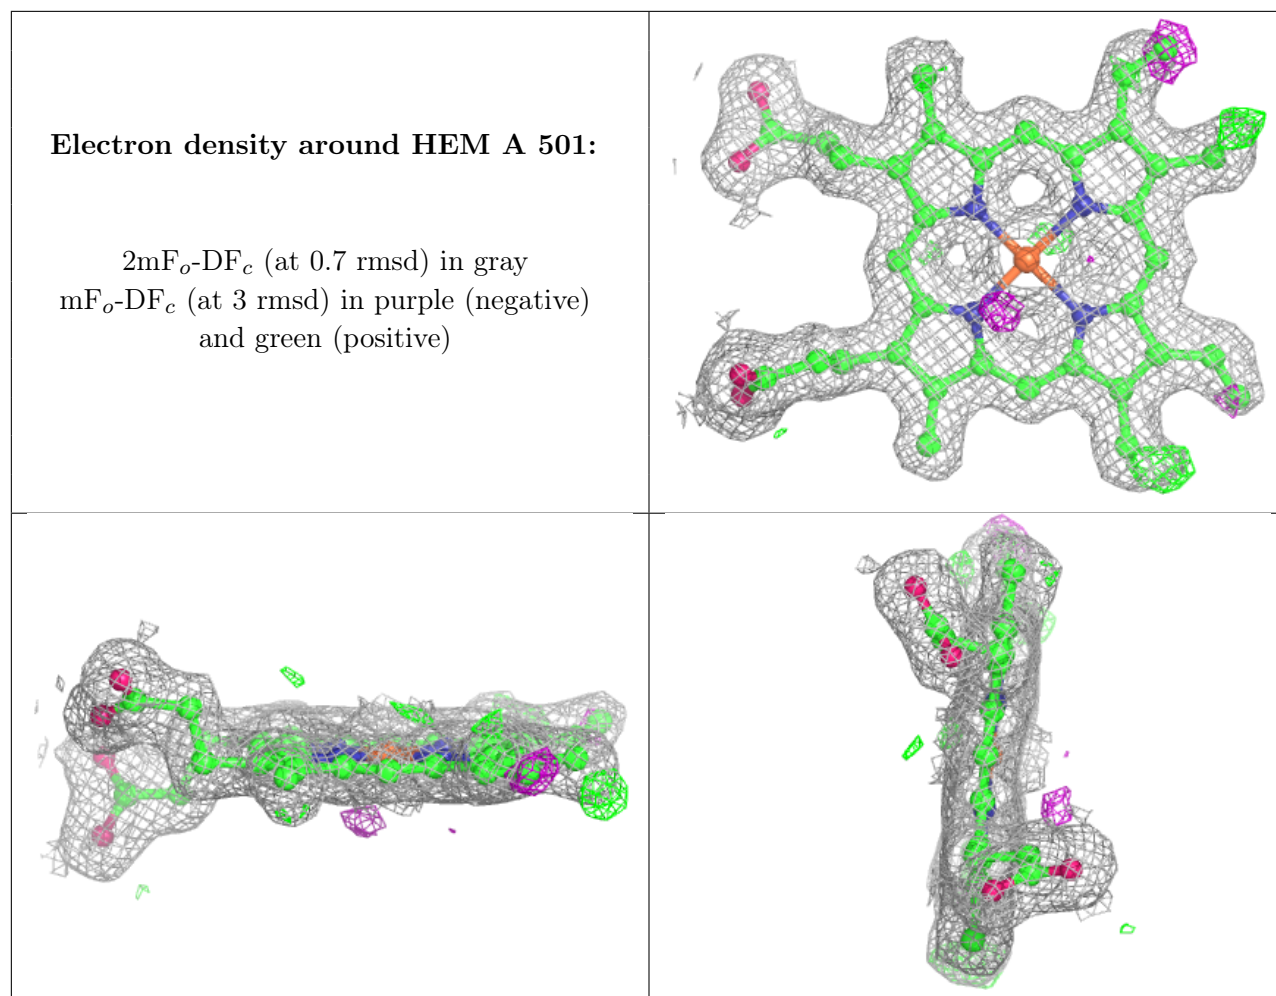 Electron density around HEM A 501:
2mFo-DFc (at 0.7 rmsd) in gray
mFo-DFc (at 3 rmsd) in purple (negative)
and green (positive)